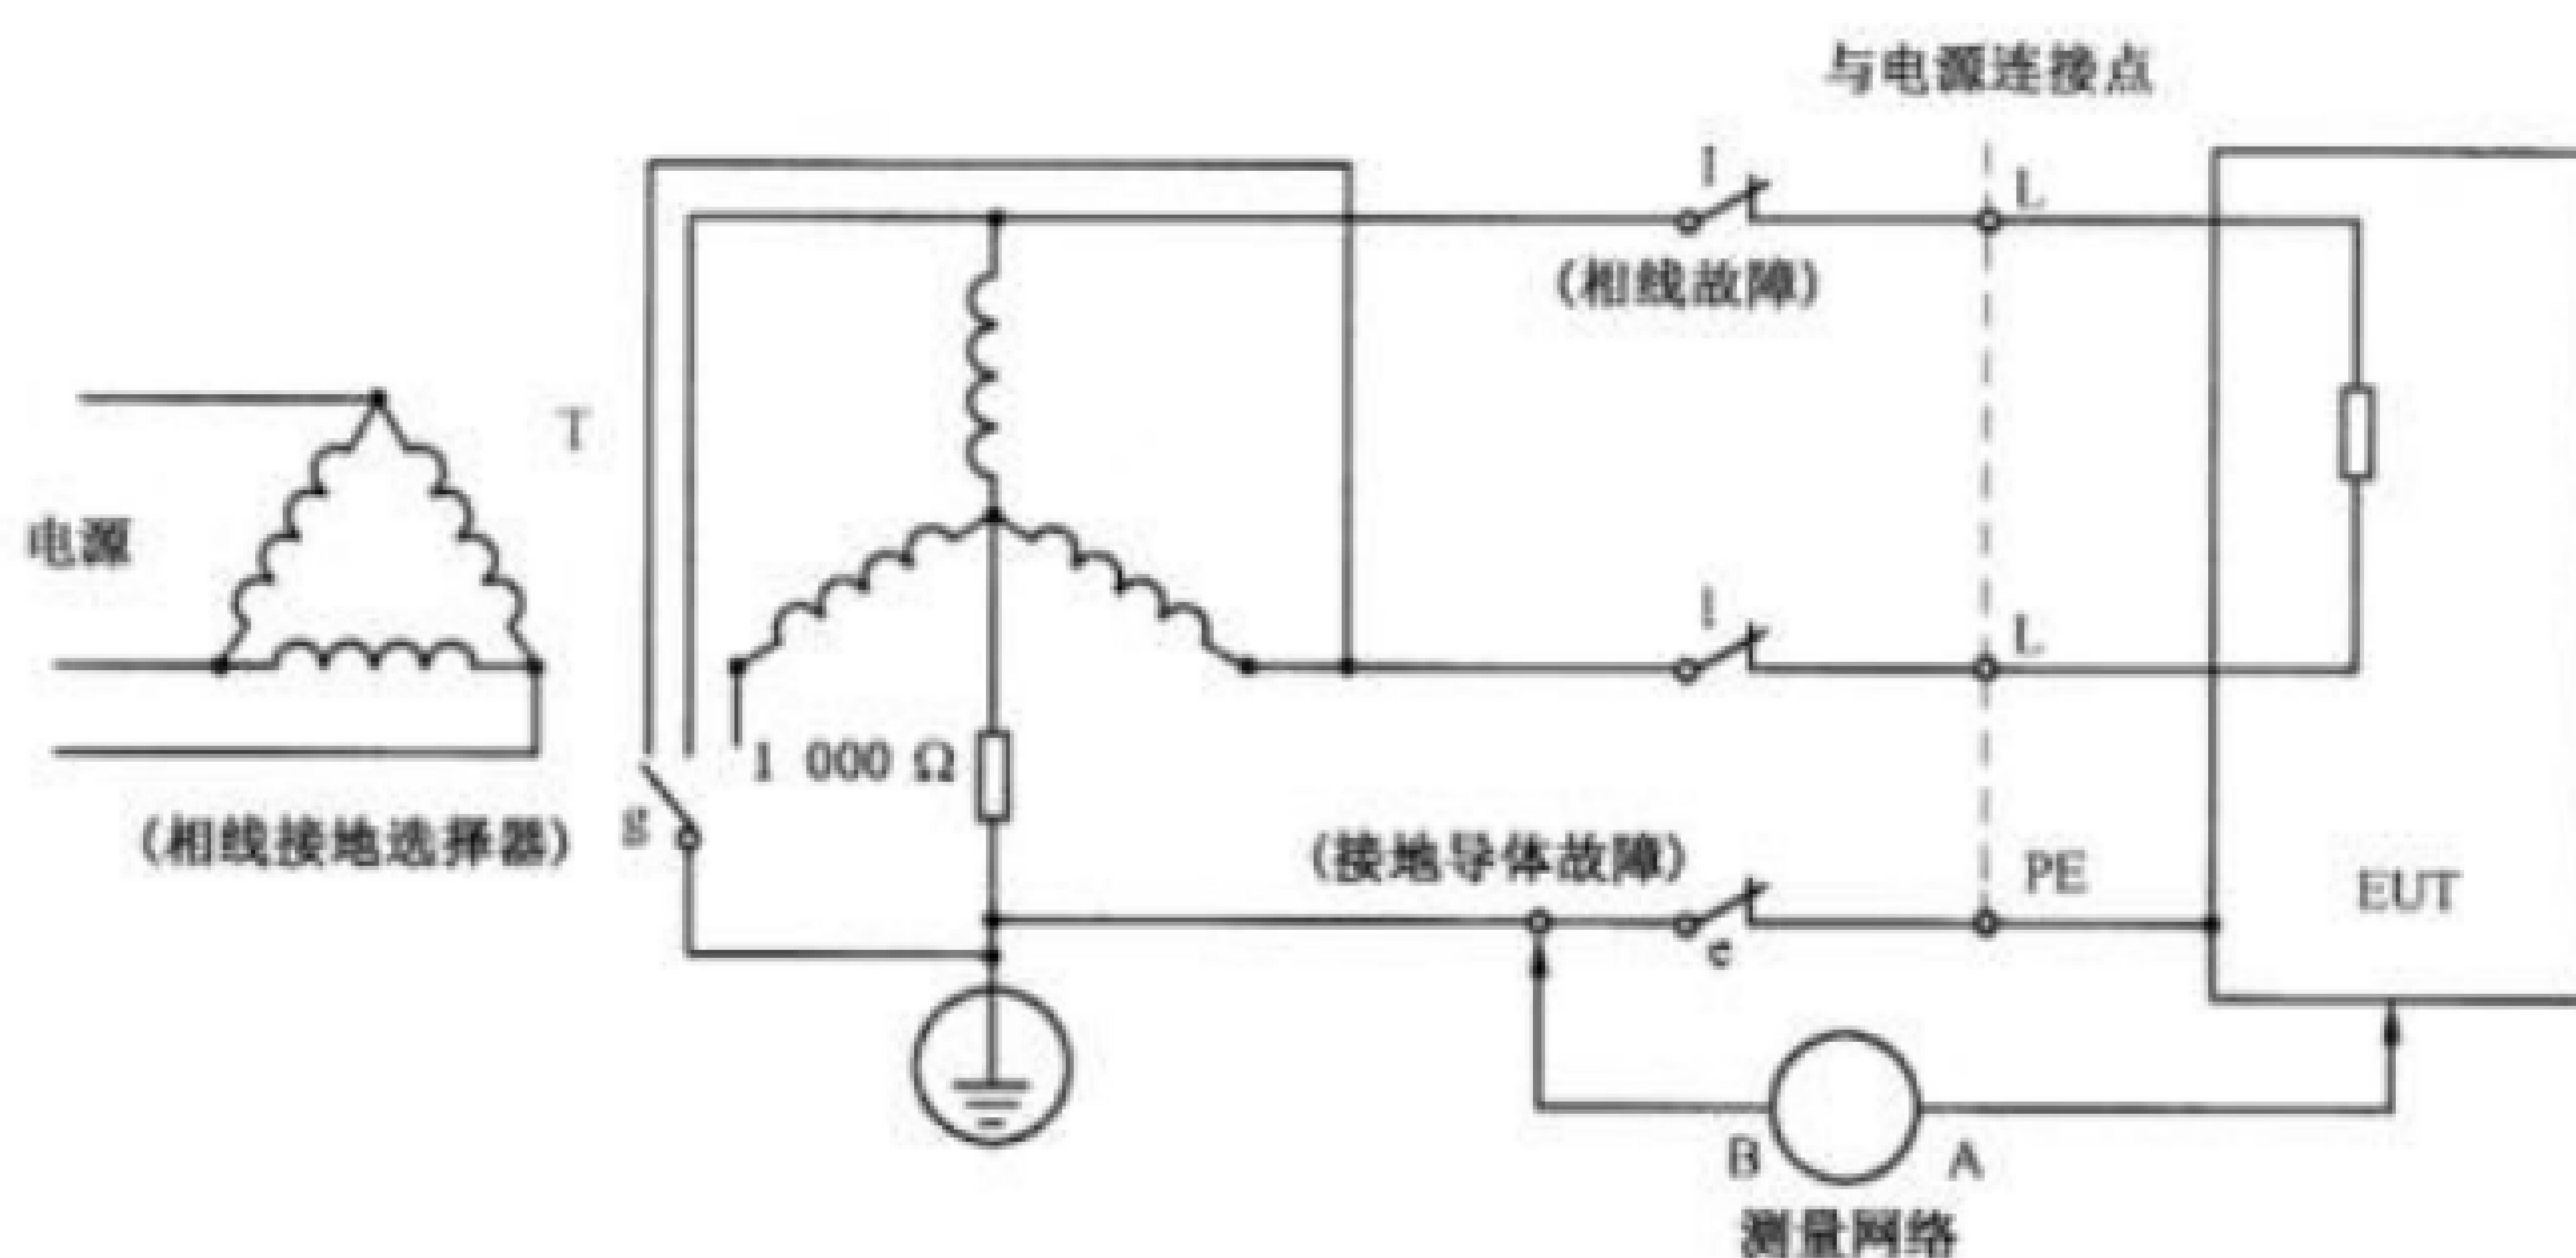 与电源连接点
l
L
(相线故障)
T
电源
l
L
1 000 Ω
g
(相线接地选择器)
(接地导体故障)
PE
EUT
e
B
A
测量网络